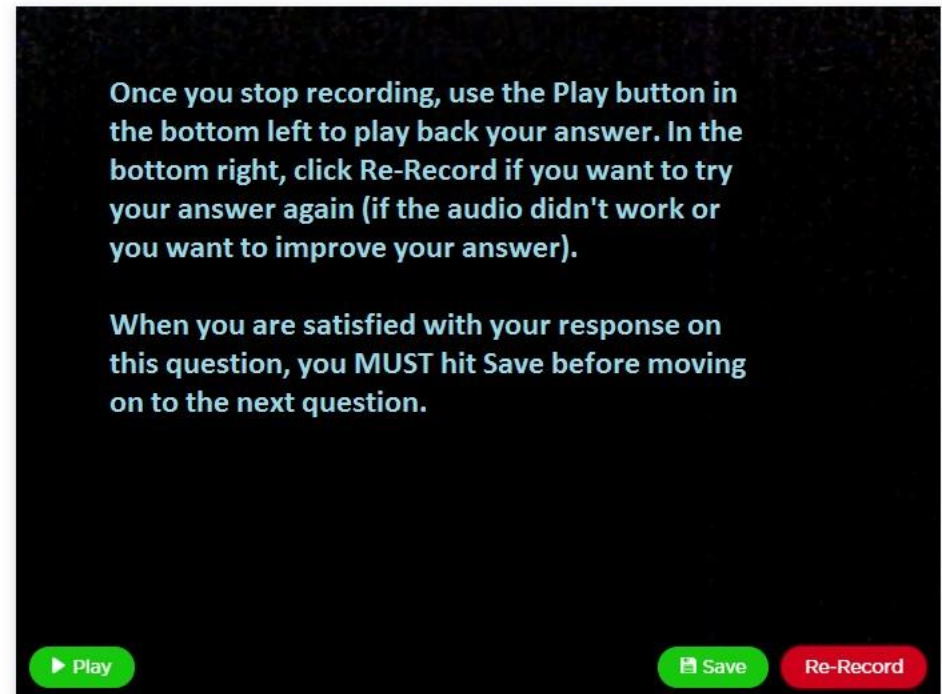 Once you stop recording, use the Play button in
the bottom left to play back your answer. In the
bottom right, click Re-Record if you want to try
your answer again (if the audio didn't work or
you want to improve your answer).
When you are satisfied with your response on
this question, you MUST hit Save before moving
on to the next question.
Play
Save
Re-Record